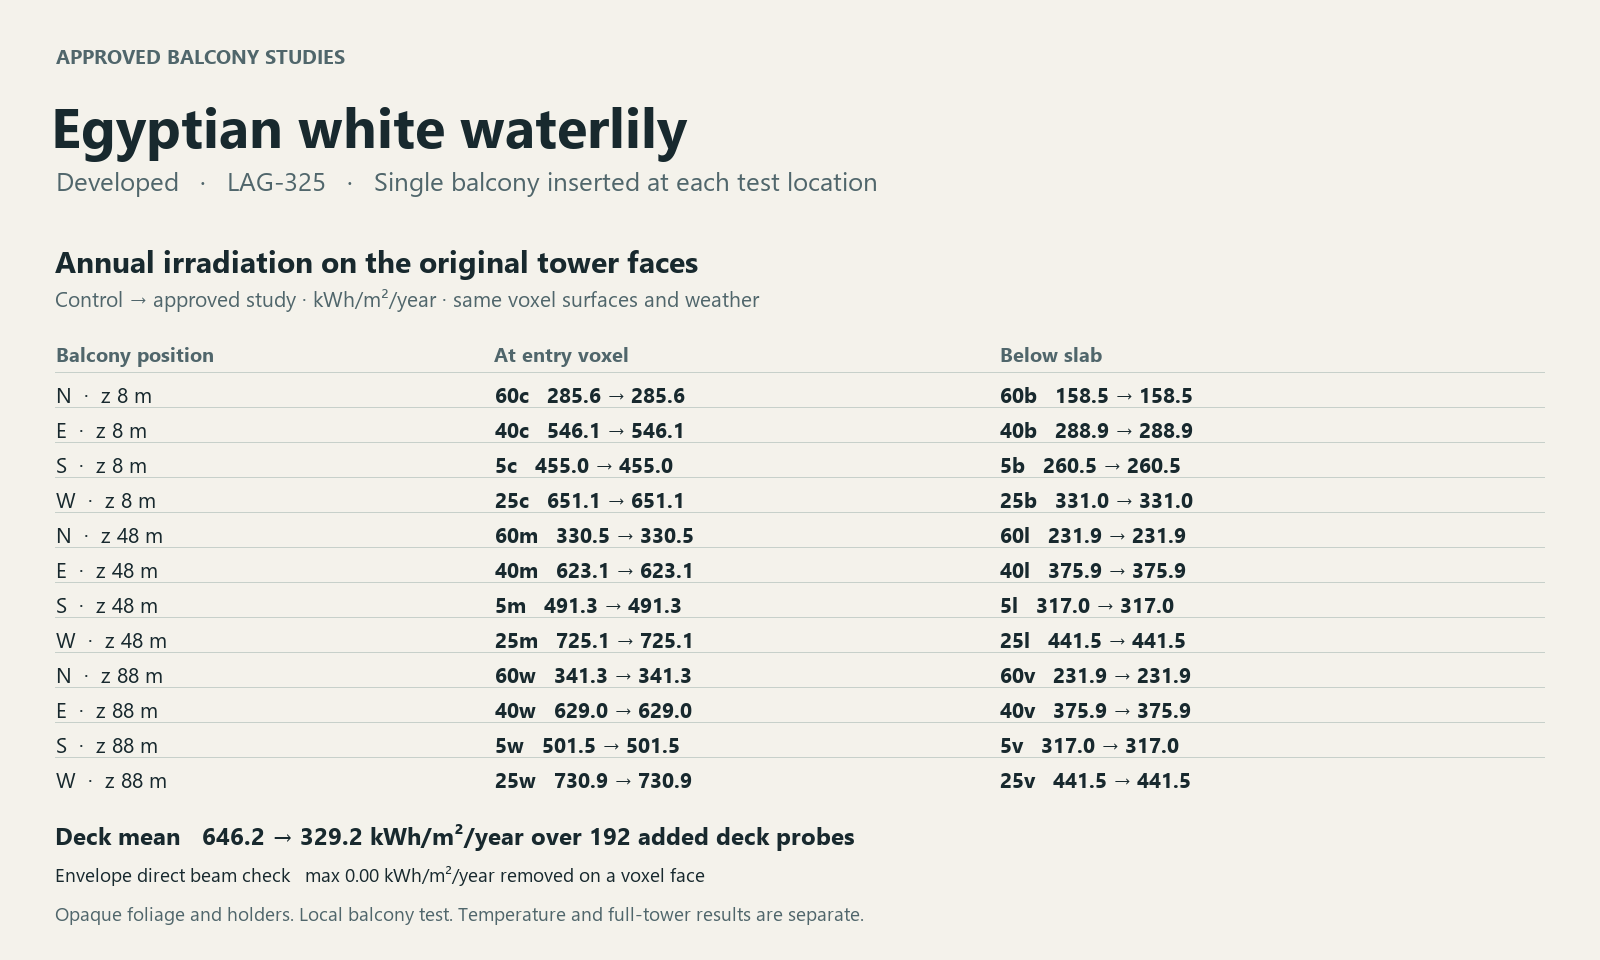 APPROVED BALCONY STUDIES
Egyptian white waterlily
Developed · LAG-325 · Single balcony inserted at each test location
Annual irradiation on the original tower faces
Control → approved study · kWh/m²/year · same voxel surfaces and weather
Balcony position At entry voxel Below slab
N · z 8 m 60c 285.6 → 285.6 60b 158.5 → 158.5
E · z 8 m 40c 546.1 → 546.1 40b 288.9 → 288.9
S · z 8 m 5c 455.0 → 455.0 5b 260.5 → 260.5
W · z 8 m 25c 651.1 → 651.1 25b 331.0 → 331.0
N · z 48 m 60m 330.5 → 330.5 60l 231.9 → 231.9
E · z 48 m 40m 623.1 → 623.1 40l 375.9 → 375.9
S · z 48 m 5m 491.3 → 491.3 5l 317.0 → 317.0
W · z 48 m 25m 725.1 → 725.1 25l 441.5 → 441.5
N · z 88 m 60w 341.3 → 341.3 60v 231.9 → 231.9
E · z 88 m 40w 629.0 → 629.0 40v 375.9 → 375.9
S · z 88 m 5w 501.5 → 501.5 5v 317.0 → 317.0
W · z 88 m 25w 730.9 → 730.9 25v 441.5 → 441.5
Deck mean 646.2 → 329.2 kWh/m²/year over 192 added deck probes
Envelope direct beam check max 0.00 kWh/m²/year removed on a voxel face
Opaque foliage and holders. Local balcony test. Temperature and full-tower results are separate.